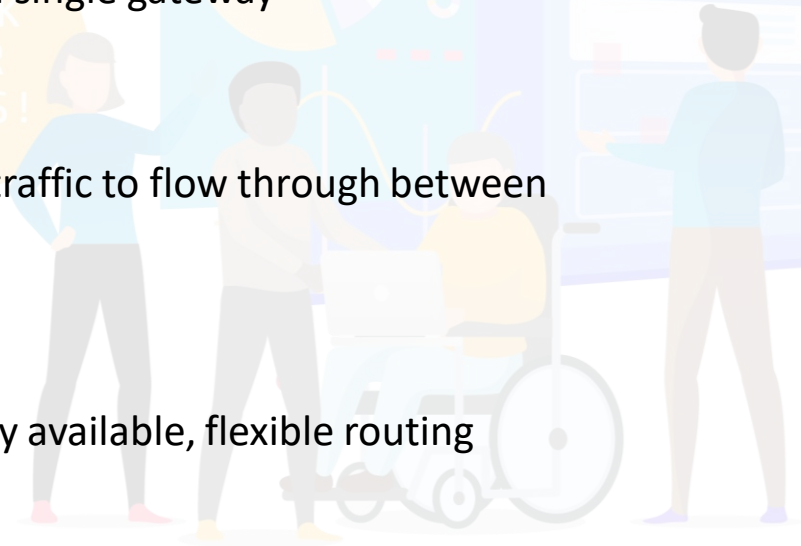 single gateway
traffic to flow through between
y available, flexible routing